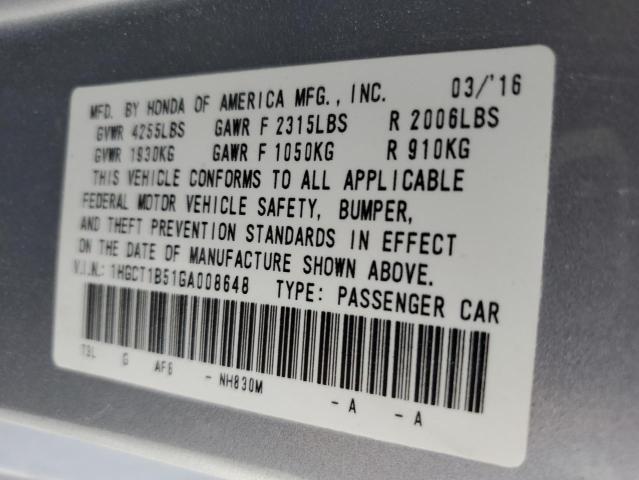 MFD. BY HONDA OF AMERICA MFG., INC. 03/'16
GVWR 4255LBS GAWR F 2315LBS R 2006LBS
GVWR 1930KG GAWR F 1050KG R 910KG
THIS VEHICLE CONFORMS TO ALL APPLICABLE
FEDERAL MOTOR VEHICLE SAFETY, BUMPER,
AND THEFT PREVENTION STANDARDS IN EFFECT
ON THE DATE OF MANUFACTURE SHOWN ABOVE.
V.I.N.: 1HGCT1B51GA008648 TYPE: PASSENGER CAR
T3L G AF6 - NH830M - A - A